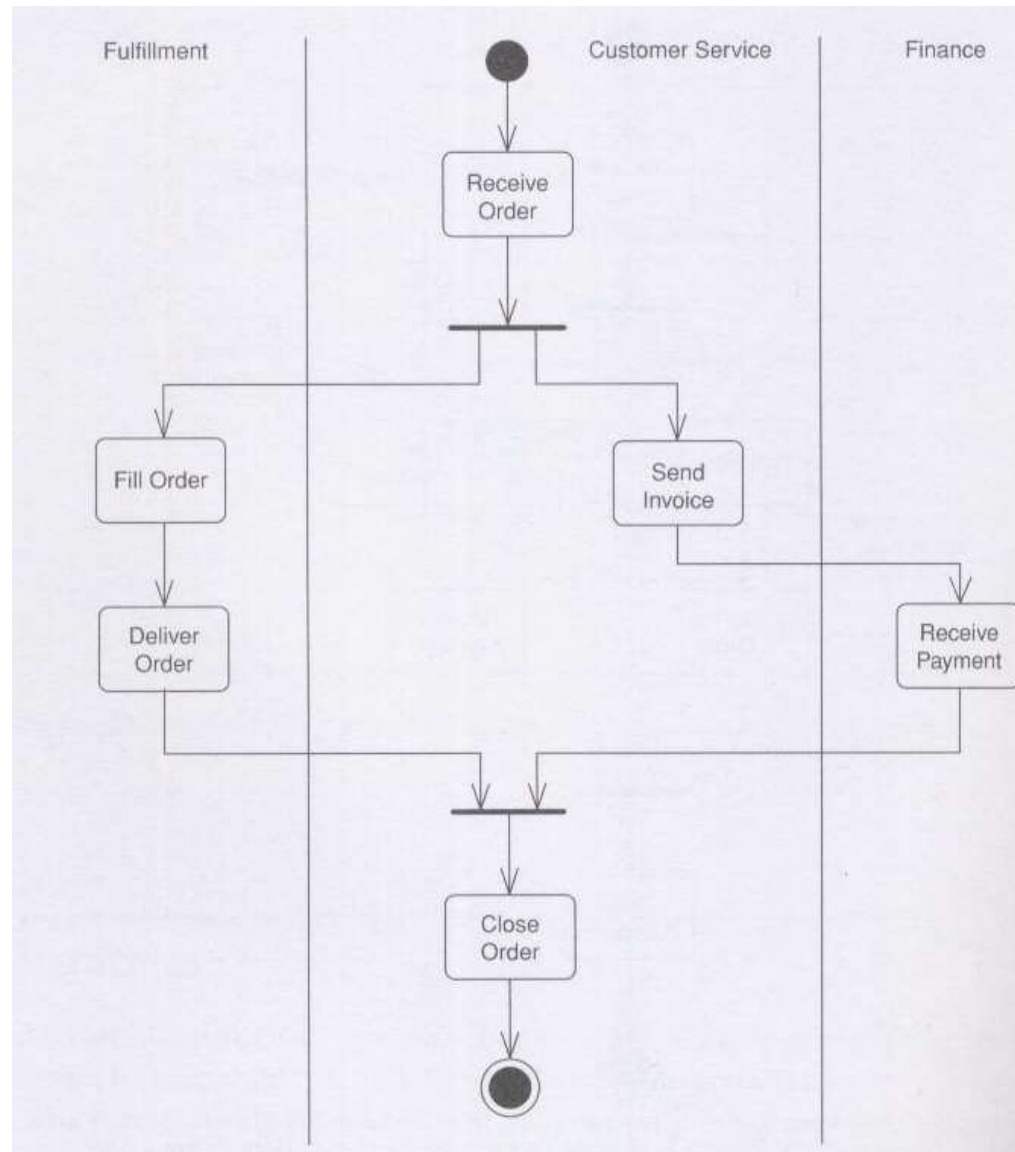 Fulfillment
Customer Service
Finance
Receive
Order
Fill Order
Send
Invoice
Deliver
Order
Receive
Payment
Close
Order